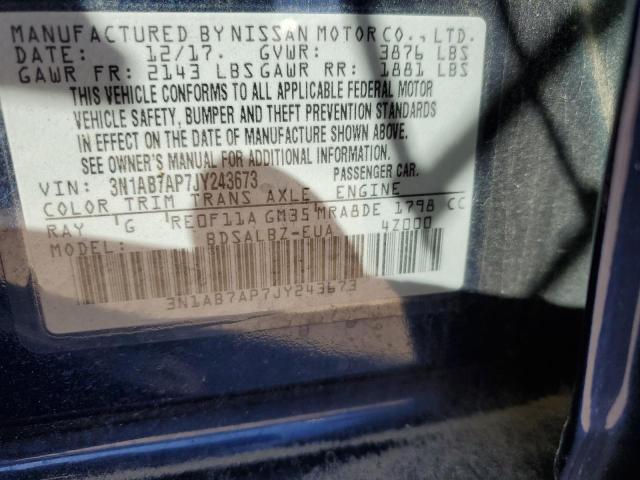 MANUFACTURED BY NISSAN MOTOR CO., LTD.
DATE: 12/17. GVWR: 3876 LBS
GAWR FR: 2143 LBS GAWR RR: 1881 LBS
THIS VEHICLE CONFORMS TO ALL APPLICABLE FEDERAL MOTOR
VEHICLE SAFETY, BUMPER AND THEFT PREVENTION STANDARDS
IN EFFECT ON THE DATE OF MANUFACTURE SHOWN ABOVE.
SEE OWNER'S MANUAL FOR ADDITIONAL INFORMATION.
VIN: 3N1AB7AP7JY243673 PASSENGER CAR.
COLOR TRIM TRANS AXLE ENGINE
RAY G RE0F11A GM35 MRA8DE 1798 CC
BDSALBZ-EUA 4Z000
3N1AB7AP7JY243673